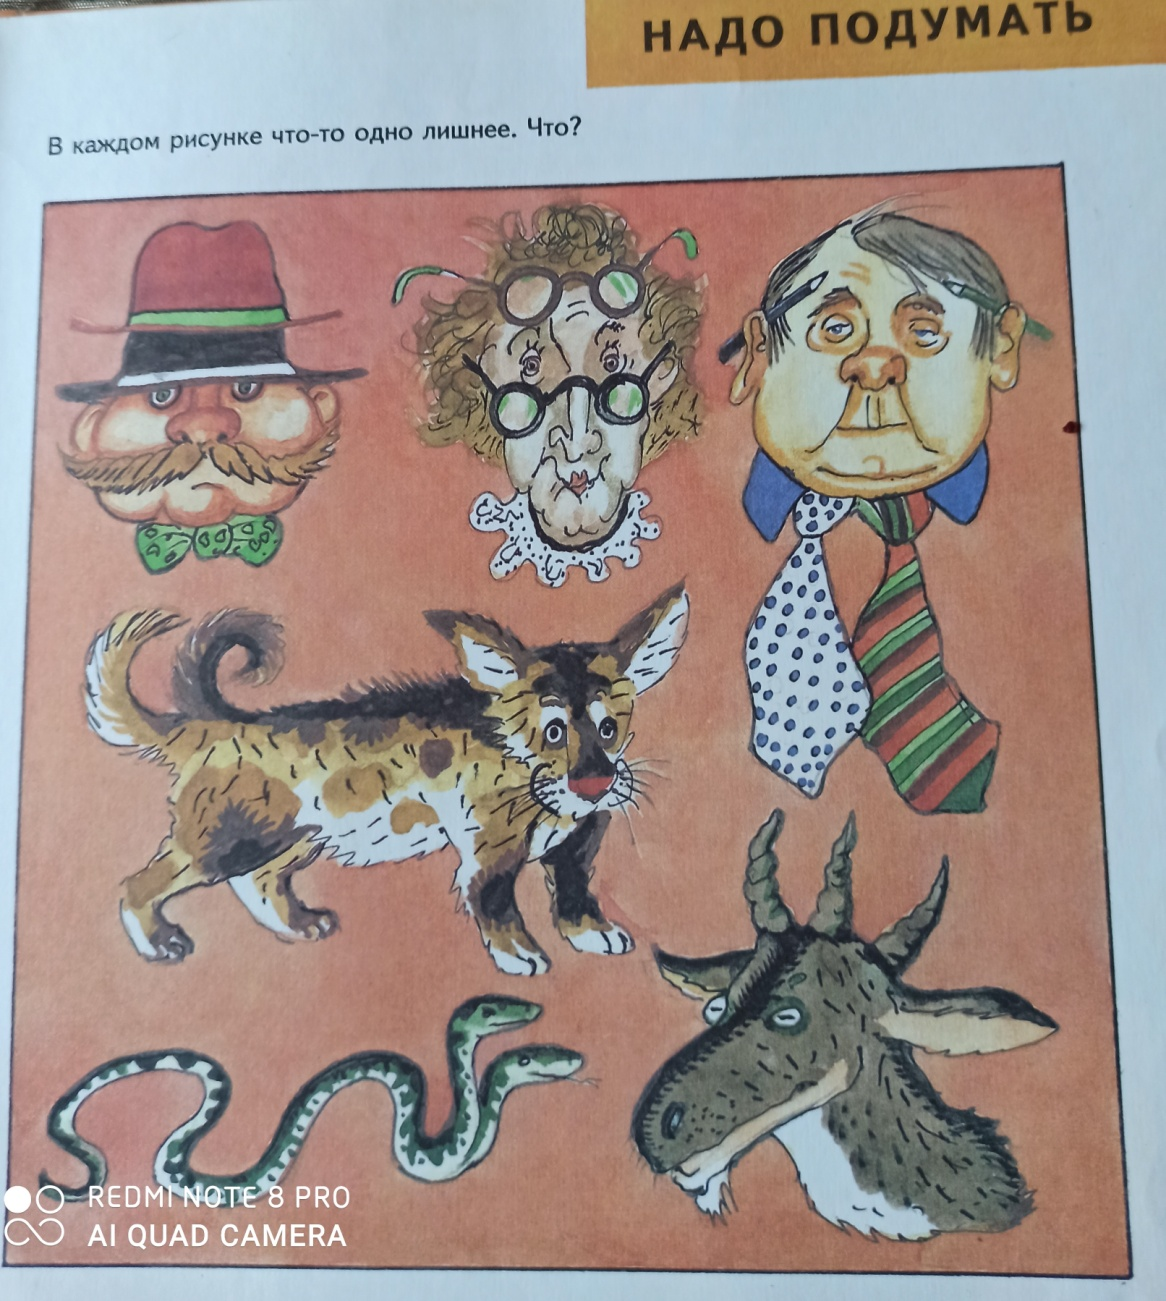 НАДО ПОДУМАТЬ
В каждом рисунке что-то одно лишнее. Что?
REDMI NOTE 8 PRO
AI QUAD CAMERA